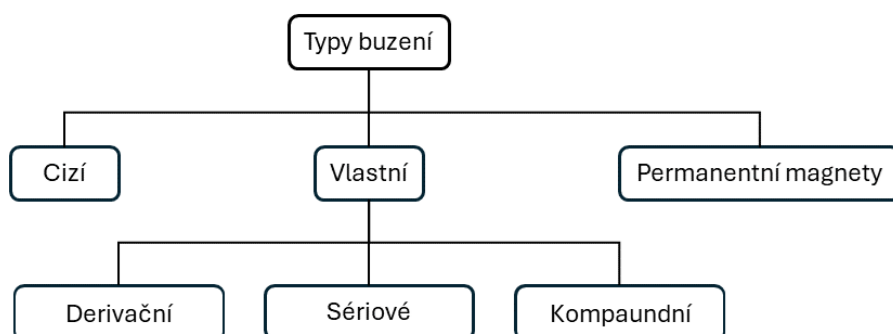 Typy buzení
Cizí
Vlastní
Permanentní magnety
Derivační
Sériové
Kompaundní